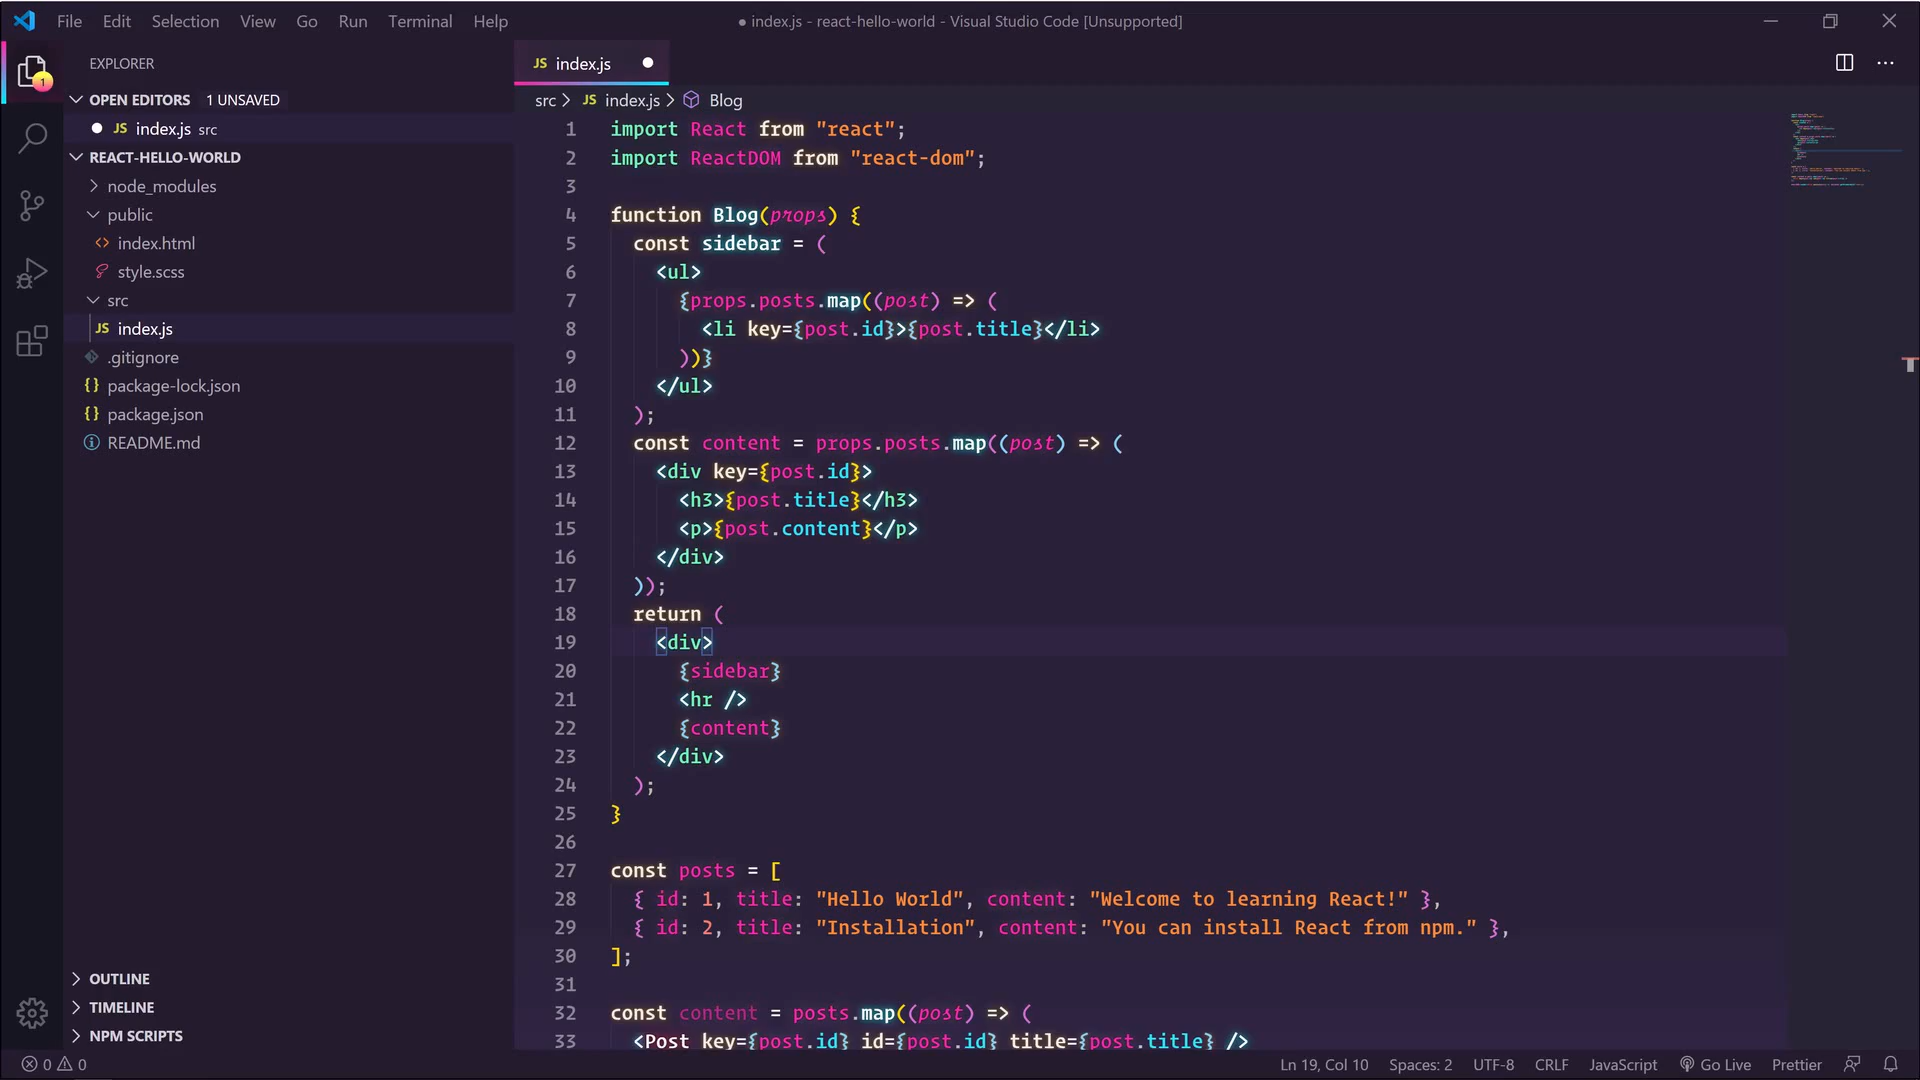 File Edit Selection View Go Run Terminal Help ● index.js - react-hello-world - Visual Studio Code [Unsupported]
1
EXPLORER
OPEN EDITORS 1 UNSAVED
JS index.js src
REACT-HELLO-WORLD
node_modules
public
<> index.html
style.scss
src
JS index.js
.gitignore
{} package-lock.json
{} package.json
README.md
OUTLINE
TIMELINE
NPM SCRIPTS
JS index.js
src > JS index.js > Blog
1 import React from "react";
2 import ReactDOM from "react-dom";
3
4 function Blog(props) {
5 const sidebar = (
6 <ul>
7 {props.posts.map((post) => (
8 <li key={post.id}>{post.title}</li>
9 ))}
10 </ul>
11 );
12 const content = props.posts.map((post) => (
13 <div key={post.id}>
14 <h3>{post.title}</h3>
15 <p>{post.content}</p>
16 </div>
17 ));
18 return (
19 <div>
20 {sidebar}
21 <hr />
22 {content}
23 </div>
24 );
25 }
26
27 const posts = [
28 { id: 1, title: "Hello World", content: "Welcome to learning React!" },
29 { id: 2, title: "Installation", content: "You can install React from npm." },
30 ];
31
32 const content = posts.map((post) => (
33 <Post key={post.id} id={post.id} title={post.title} />
0 0 Ln 19, Col 10 Spaces: 2 UTF-8 CRLF JavaScript Go Live Prettier